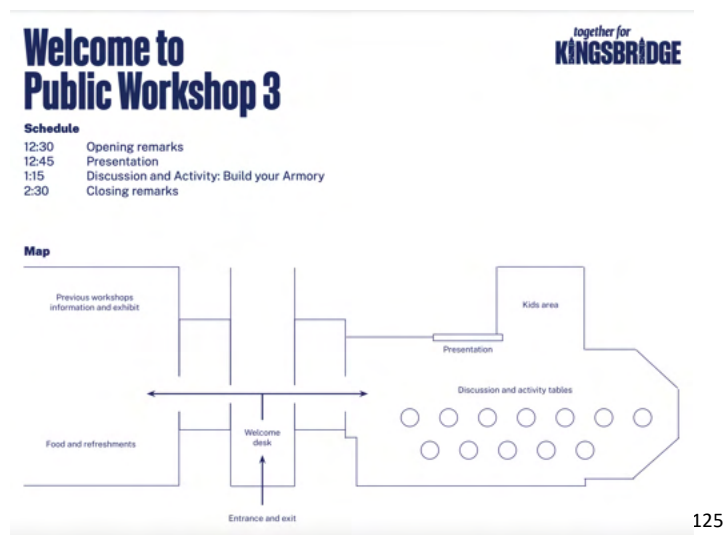 Welcome to
Public Workshop 3
together for
KINGSBRIDGE
Schedule
12:30 Opening remarks
12:45 Presentation
1:15 Discussion and Activity: Build your Armory
2:30 Closing remarks
Map
Previous workshops
information and exhibit
Kids area
Presentation
Discussion and activity tables
Welcome
desk
Food and refreshments
Entrance and exit
125